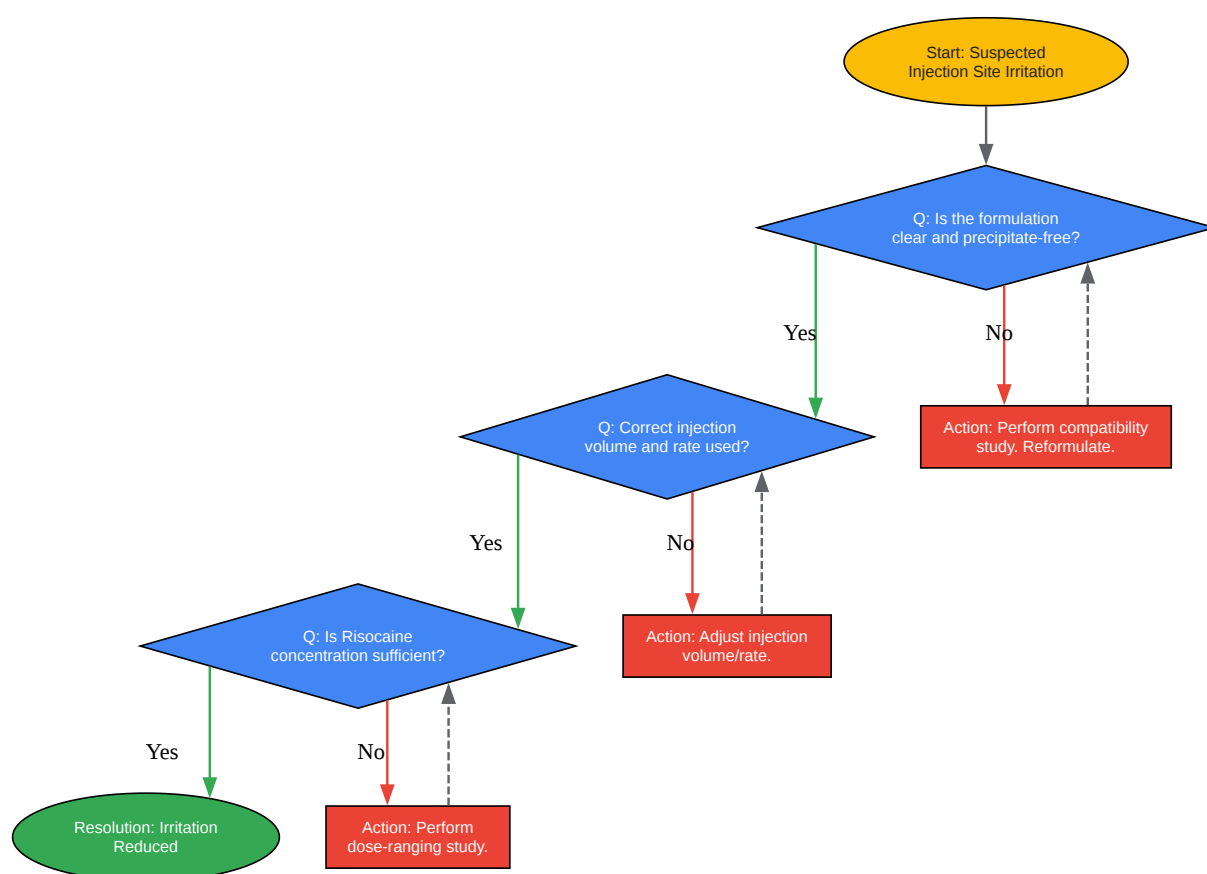 Start: Suspected
Injection Site Irritation
Q: Is the formulation
clear and precipitate-free?
Yes
No
Action: Perform compatibility
study. Reformulate.
Q: Correct injection
volume and rate used?
Yes
No
Action: Adjust injection
volume/rate.
Q: Is Risocaine
concentration sufficient?
Yes
No
Resolution: Irritation
Reduced
Action: Perform
dose-ranging study.